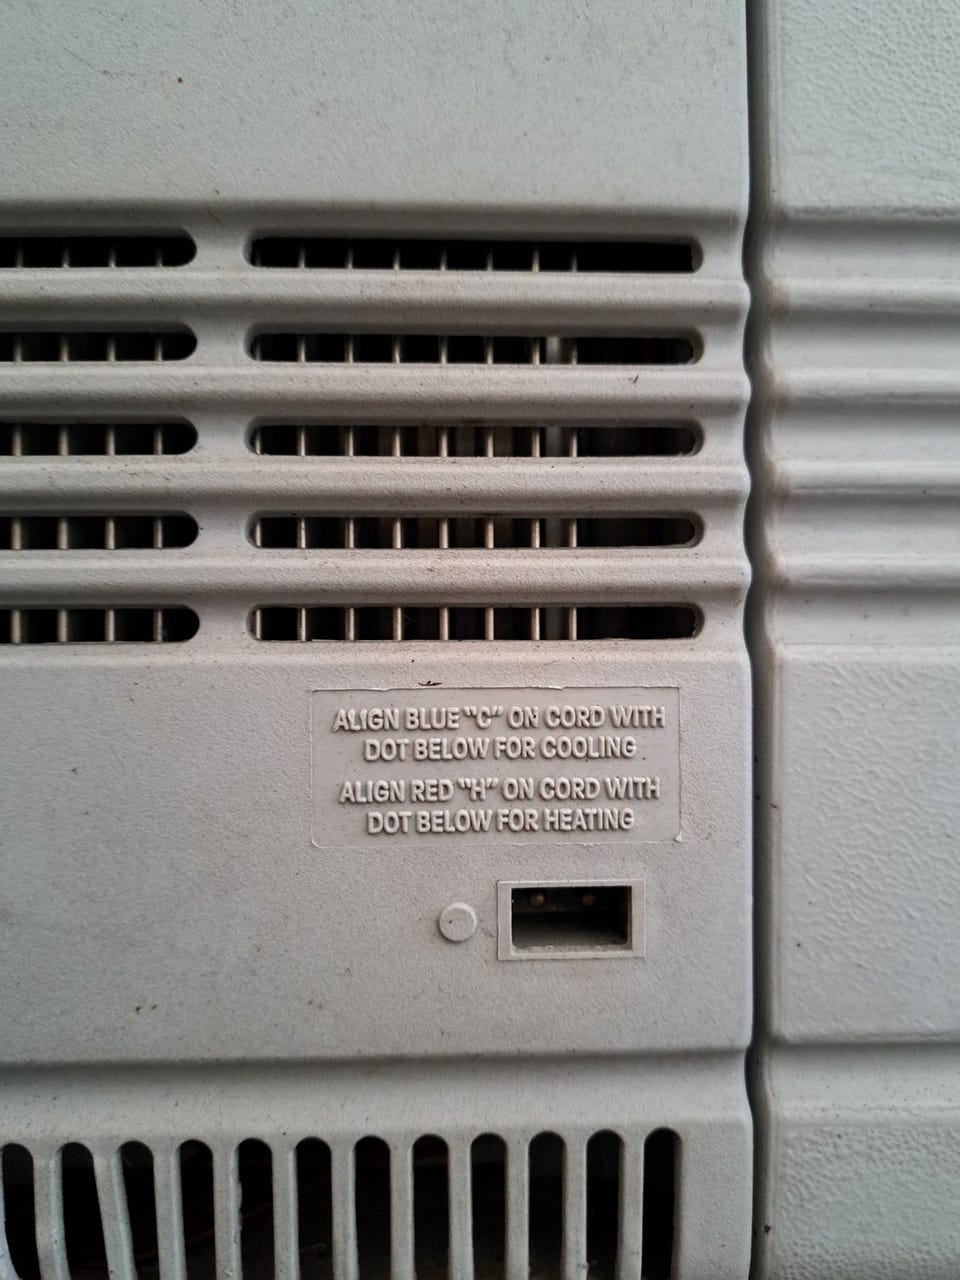 ALIGN BLUE "C" ON CORD WITH
DOT BELOW FOR COOLING
ALIGN RED "H" ON CORD WITH
DOT BELOW FOR HEATING